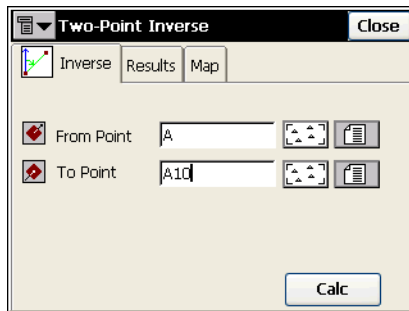 Two-Point Inverse Close
Inverse Results Map
From Point A
To Point A10
Calc